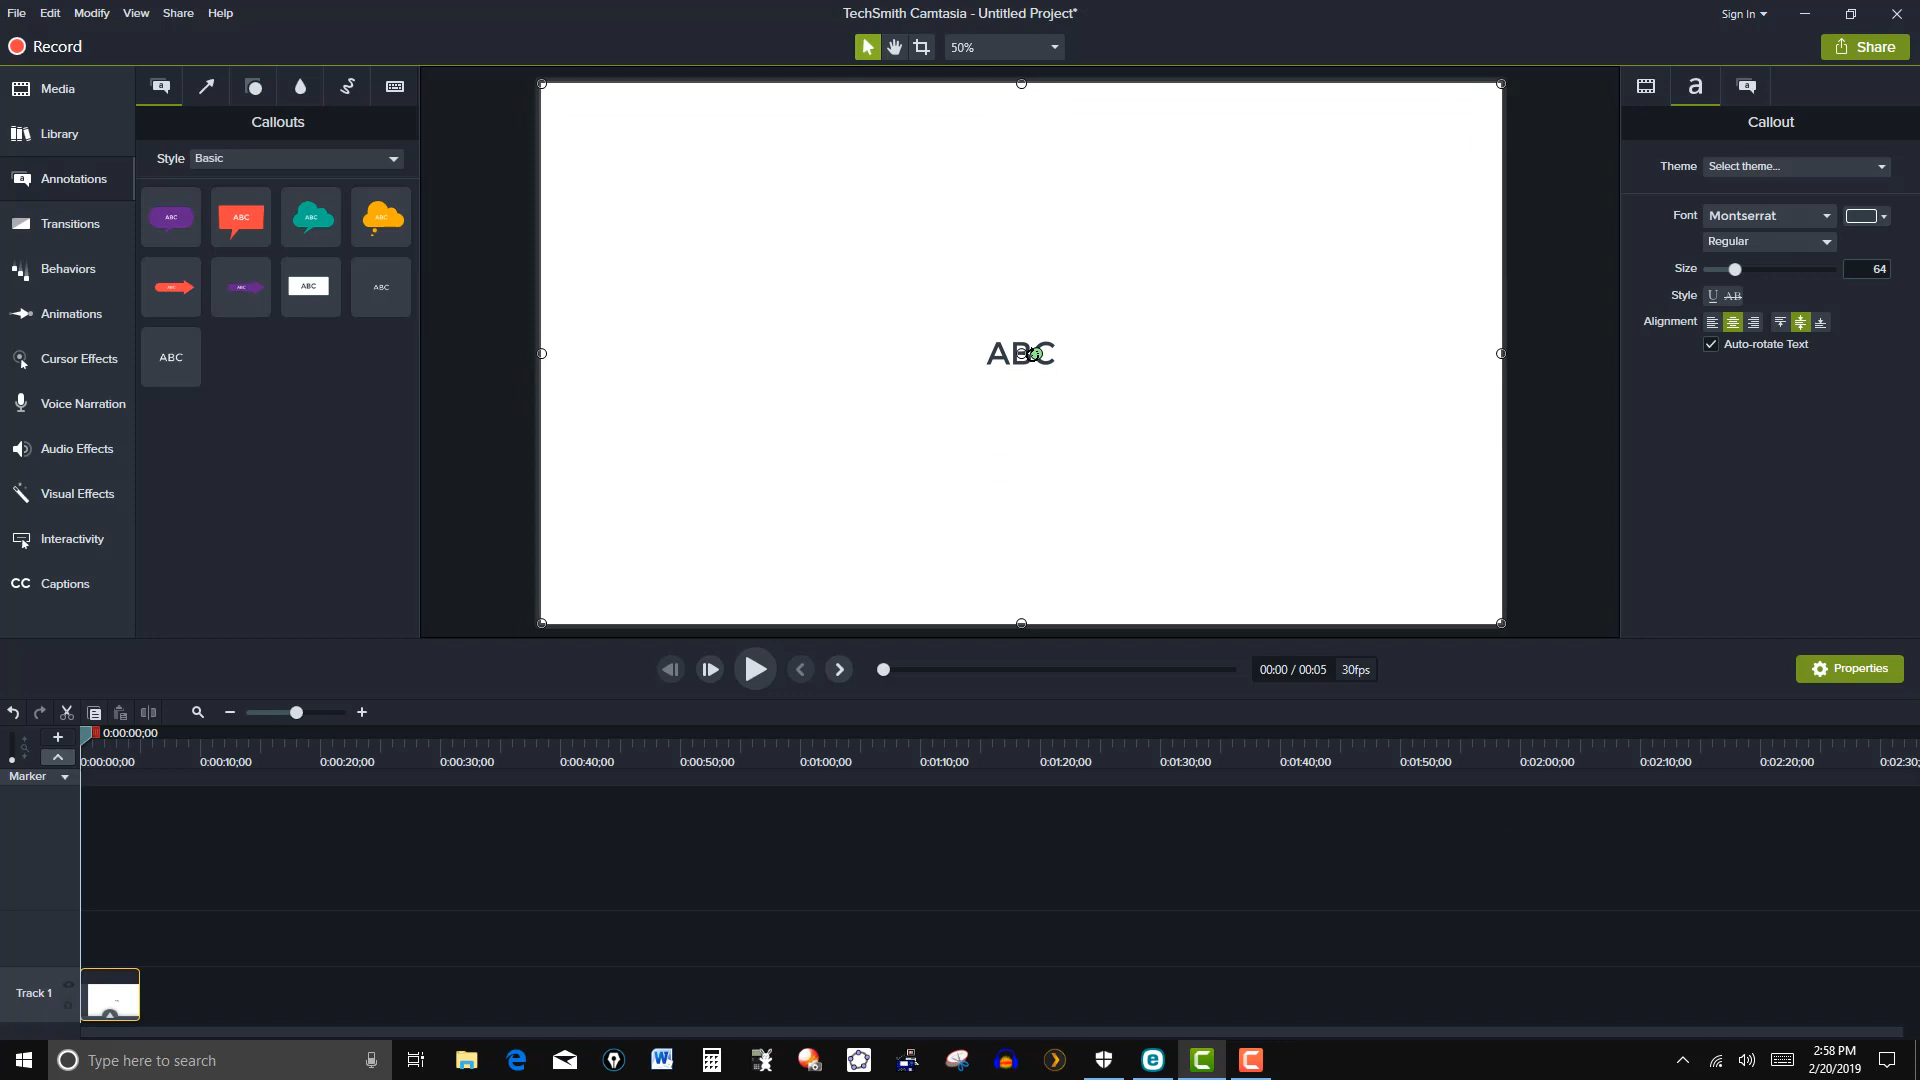 File Edit Modify View Share Help
TechSmith Camtasia - Untitled Project*
Sign In
Record
50%
Share
Media
Library
Annotations
Transitions
Behaviors
Animations
Cursor Effects
Voice Narration
Audio Effects
Visual Effects
Interactivity
CC Captions
a
Callouts
Style Basic
ABC ABC ABC ABC
ABC ABC ABC ABC
ABC
ABC
a a
Callout
Theme Select theme...
Font Montserrat
Regular
Size 64
Style U AB
Alignment
Auto-rotate Text
00:00 / 00:05 30fps
Properties
0:00:00;00
0:00:00;00 0:00:10;00 0:00:20;00 0:00:30;00 0:00:40;00 0:00:50;00 0:01:00;00 0:01:10;00 0:01:20;00 0:01:30;00 0:01:40;00 0:01:50;00 0:02:00;00 0:02:10;00 0:02:20;00 0:02:30;
Marker
Track 1
Type here to search
2:58 PM
2/20/2019